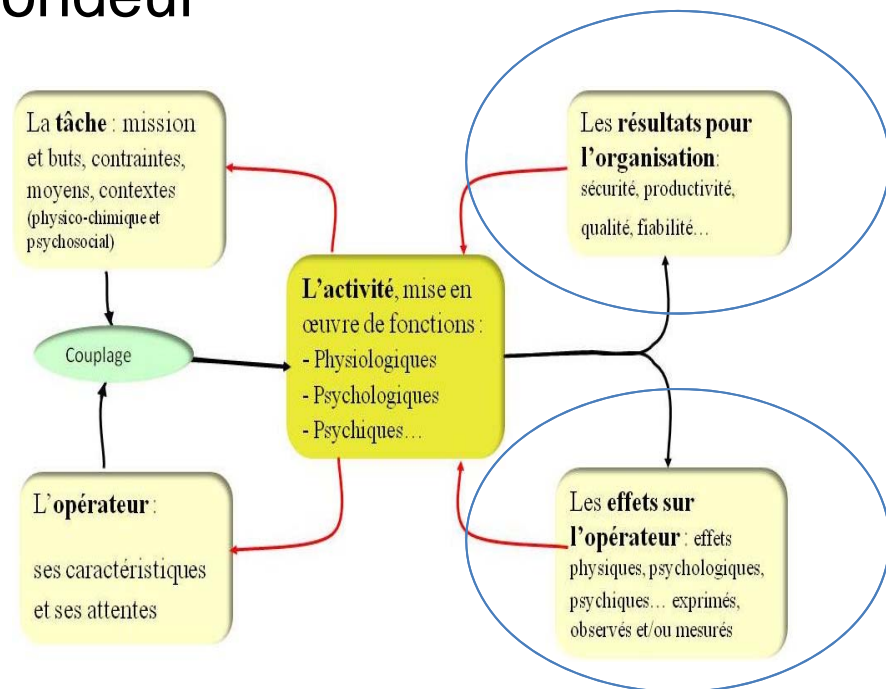 La tâche : mission
et buts, contraintes,
moyens, contextes
(physico-chimique et
psychosocial)
Les résultats pour
l'organisation:
sécurité, productivité,
qualité, fiabilité…
L'activité, mise en
œuvre de fonctions :
- Physiologiques
- Psychologiques
- Psychiques…
Couplage
L'opérateur :
ses caractéristiques
et ses attentes
Les effets sur
l'opérateur : effets
physiques, psychologiques,
psychiques… exprimés,
observés et/ou mesurés